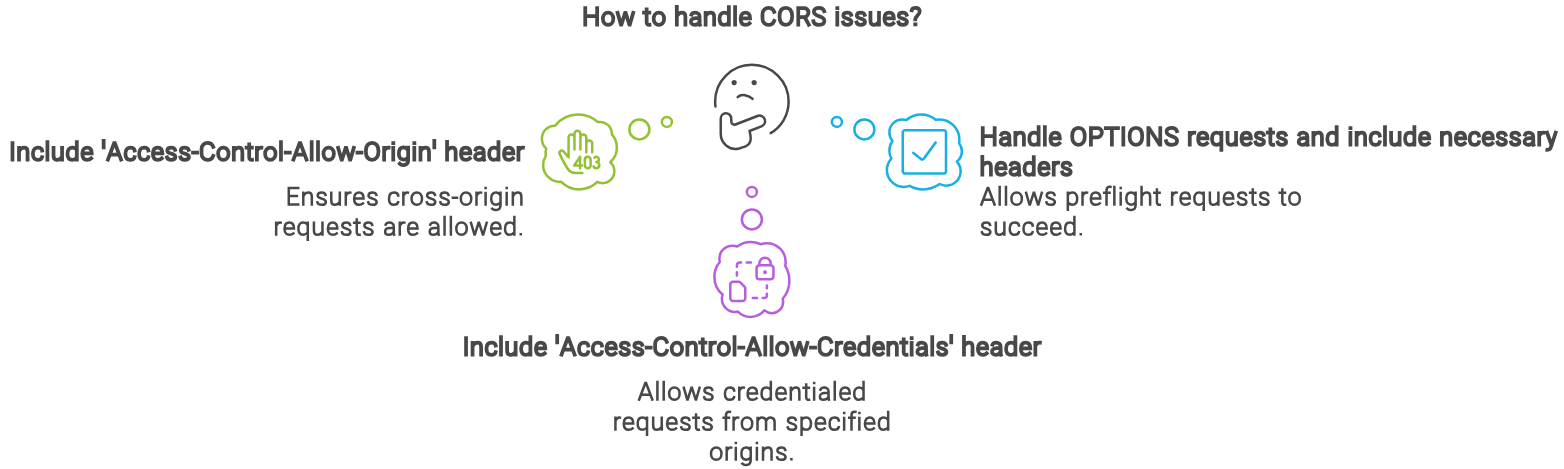 How to handle CORS issues?
Include 'Access-Control-Allow-Origin' header
Ensures cross-origin
requests are allowed.
403
Handle OPTIONS requests and include necessary
headers
Allows preflight requests to
succeed.
Include 'Access-Control-Allow-Credentials' header
Allows credentialed
requests from specified
origins.